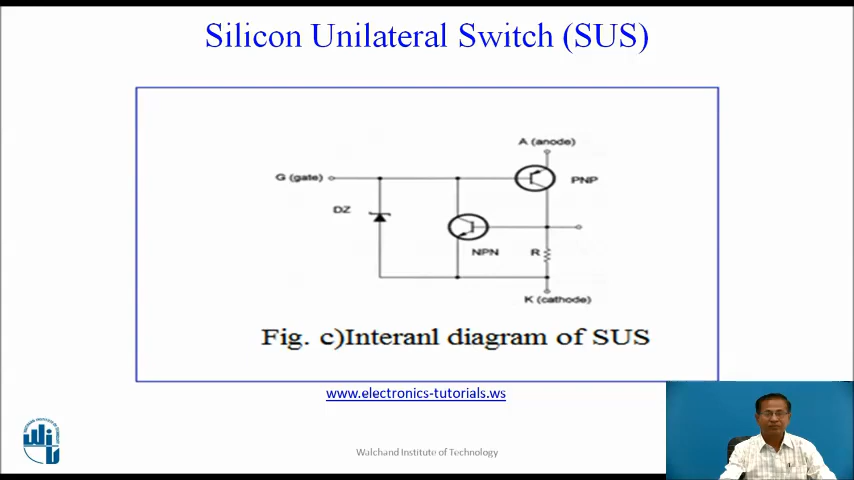 Silicon Unilateral Switch (SUS)
A (anode)
G (gate)
PNP
DZ
NPN
R
K (cathode)
Fig. c)Interanl diagram of SUS
www.electronics-tutorials.ws
Walchand Institute of Technology